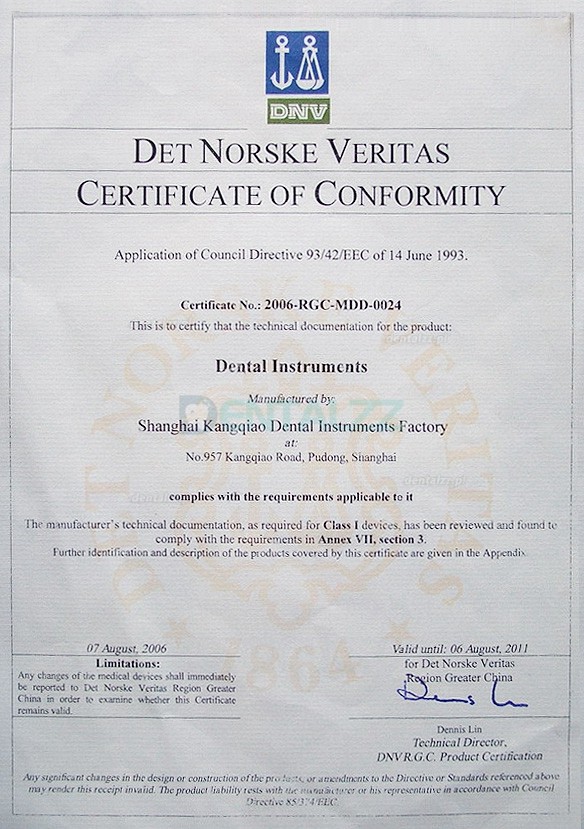 DNV
DET NORSKE VERITAS
CERTIFICATE OF CONFORMITY
Application of Council Directive 93/42/EEC of 14 June 1993.
Certificate No.: 2006-RGC-MDD-0024
This is to certify that the technical documentation for the product:
dentalzz.pl
Dental Instruments
Manufactured by:
DENTALZZ
Shanghai Kangqiao Dental Instruments Factory
at:
No.957 Kangqiao Road, Pudong, Shanghai
dentalzz.pl
complies with the requirements applicable to it
The manufacturer's technical documentation, as required for Class I devices, has been reviewed and found to
comply with the requirements in Annex VII, section 3.
Further identification and description of the products covered by this certificate are given in the Appendix.
DET NORSKE VERITAS
1864
07 August, 2006
Limitations:
Any changes of the medical devices shall immediately
be reported to Det Norske Veritas Region Greater
China in order to examine whether this Certificate
remains valid.
Valid until: 06 August, 2011
for Det Norske Veritas
Region Greater China
Dennis Lin
Technical Director,
DNV R.G.C. Product Certification
Any significant changes in the design or construction of the products, or amendments to the Directive or Standards referenced above
may render this receipt invalid. The product liability rests with the manufacturer or his representative in accordance with Council
Directive 85/374/EEC.